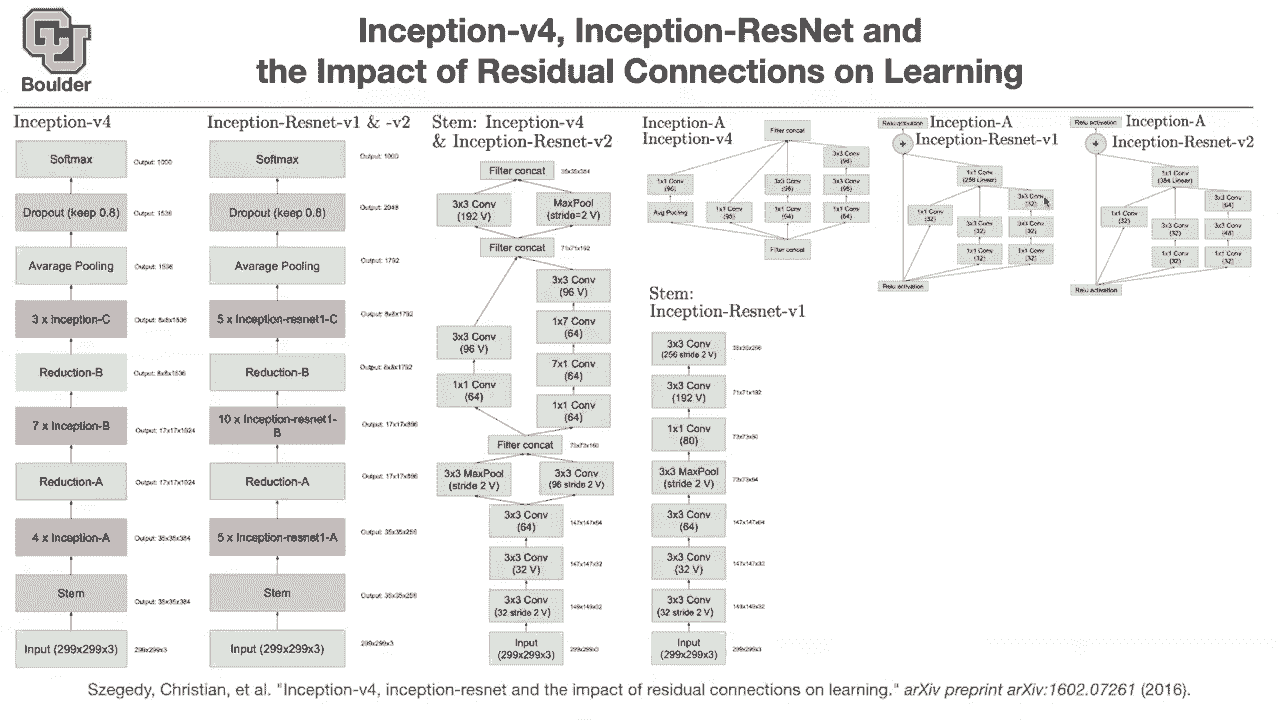 Inception-v4, Inception-ResNet and
the Impact of Residual Connections on Learning
Boulder
Inception-v4
Softmax
Output: 1000
Dropout (keep 0.8)
Output: 1536
Avarage Pooling
Output: 1536
3 x Inception-C
Output: 8x8x1536
Reduction-B
Output: 8x8x1536
7 x Inception-B
Output: 17x17x1024
Reduction-A
Output: 17x17x1024
4 x Inception-A
Output: 35x35x384
Stem
Output: 35x35x384
Input (299x299x3)
299x299x3
Inception-Resnet-v1 & -v2
Softmax
Output: 1000
Dropout (keep 0.8)
Output: 2048
Avarage Pooling
Output: 1792
5 x Inception-resnet1-C
Output: 8x8x1792
Reduction-B
Output: 8x8x1792
10 x Inception-resnet1-
B
Output: 17x17x896
Reduction-A
Output: 17x17x896
5 x Inception-resnet1-A
Output: 35x35x256
Stem
Output: 35x35x256
Input (299x299x3)
299x299x3
Stem: Inception-v4
& Inception-Resnet-v2
Filter concat
35x35x384
3x3 Conv
(192 V)
MaxPool
(stride=2 V)
Filter concat
71x71x192
3x3 Conv
(96 V)
1x7 Conv
(64)
3x3 Conv
(96 V)
7x1 Conv
(64)
1x1 Conv
(64)
1x1 Conv
(64)
Filter concat
73x73x160
3x3 MaxPool
(stride 2 V)
3x3 Conv
(96 stride 2 V)
3x3 Conv
(64)
147x147x64
3x3 Conv
(32 V)
147x147x32
3x3 Conv
(32 stride 2 V)
149x149x32
Input
(299x299x3)
299x299x3
Inception-A
Inception-v4
Filter concat
3x3 Conv
(96)
1x1 Conv
(96)
3x3 Conv
(96)
3x3 Conv
(96)
Avg Pooling
1x1 Conv
(96)
1x1 Conv
(64)
1x1 Conv
(64)
Filter concat
Stem:
Inception-Resnet-v1
3x3 Conv
(256 stride 2 V)
35x35x256
3x3 Conv
(192 V)
71x71x192
1x1 Conv
(80)
73x73x80
3x3 MaxPool
(stride 2 V)
73x73x64
3x3 Conv
(64)
147x147x64
3x3 Conv
(32 V)
147x147x32
3x3 Conv
(32 stride 2 V)
149x149x32
Input
(299x299x3)
299x299x3
Inception-A
Inception-Resnet-v1
Relu activation
+
1x1 Conv
(256 Linear)
3x3 Conv
(32)
1x1 Conv
(32)
3x3 Conv
(32)
3x3 Conv
(32)
1x1 Conv
(32)
1x1 Conv
(32)
Relu activation
Inception-A
Inception-Resnet-v2
Relu activation
+
1x1 Conv
(384 Linear)
3x3 Conv
(64)
1x1 Conv
(32)
3x3 Conv
(32)
3x3 Conv
(48)
1x1 Conv
(32)
1x1 Conv
(32)
Relu activation
Szegedy, Christian, et al. "Inception-v4, inception-resnet and the impact of residual connections on learning." arXiv preprint arXiv:1602.07261 (2016).